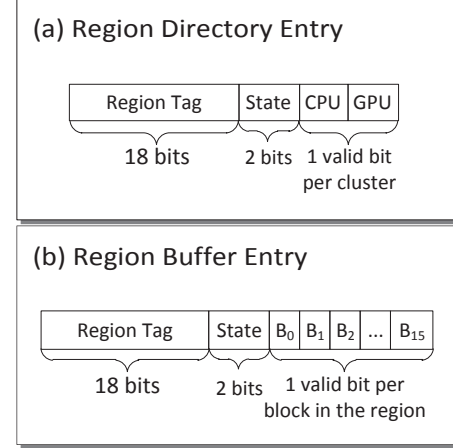 (a) Region Directory Entry
Region Tag State CPU GPU
18 bits 2 bits 1 valid bit
per cluster
(b) Region Buffer Entry
Region Tag State B₀ B₁ B₂ ... B₁₅
18 bits 2 bits 1 valid bit per
block in the region